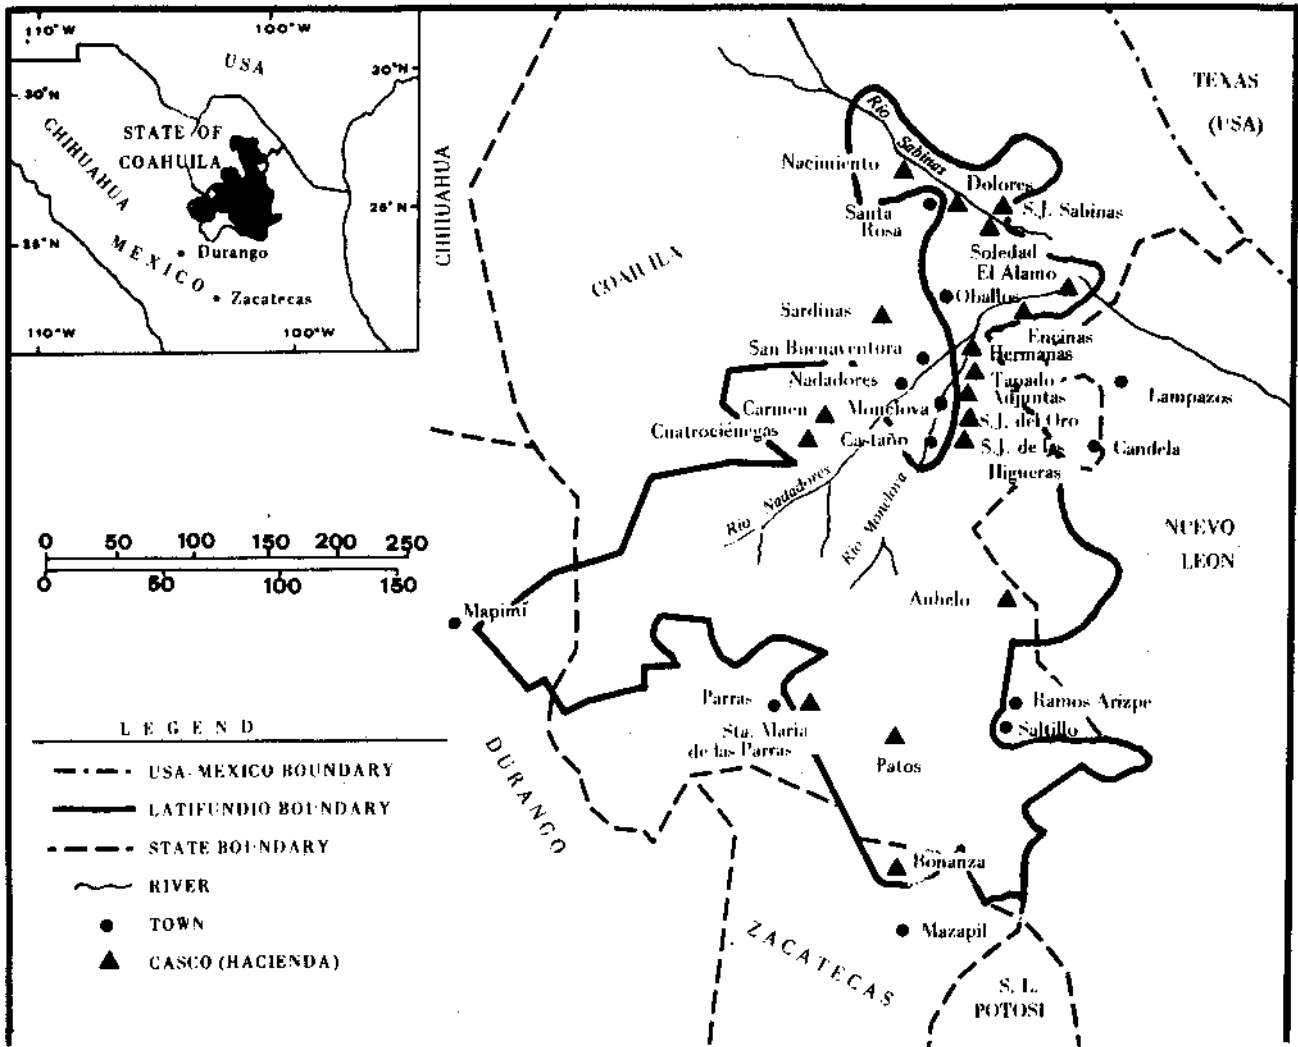 110°W
100°W
USA
30°N
30°N
STATE OF
COAHUILA
CHIHUAHUA
25°N
25°N
MEXICO
Durango
Zacatecas
110°W
100°W
TEXAS
(USA)
CHIHUAHUA
COAHUILA
Río Sabinas
Nacimiento
Dolores
Santa
Rosa
S.J. Sabinas
Soledad
El Alamo
Oballos
Sardinas
Encinas
San Buenaventura
Hermanas
Nadadores
Tapado
Lampazos
Adjuntas
Carmen
Monclova
S.J. del Oro
Cuatrociénegas
Castaño
S.J. de las
Higueras
Candela
Río Nadadores
Río Monclova
NUEVO
LEON
0 50 100 150 200 250
0 50 100 150
Anhelo
Mapimí
Parras
Ramos Arizpe
Sta. Maria
de las Parras
Saltillo
Patos
DURANGO
Bonanza
Mazapil
ZACATECAS
S. L.
POTOSI
LEGEND
USA-MEXICO BOUNDARY
LATIFUNDIO BOUNDARY
STATE BOUNDARY
RIVER
TOWN
CASCO (HACIENDA)